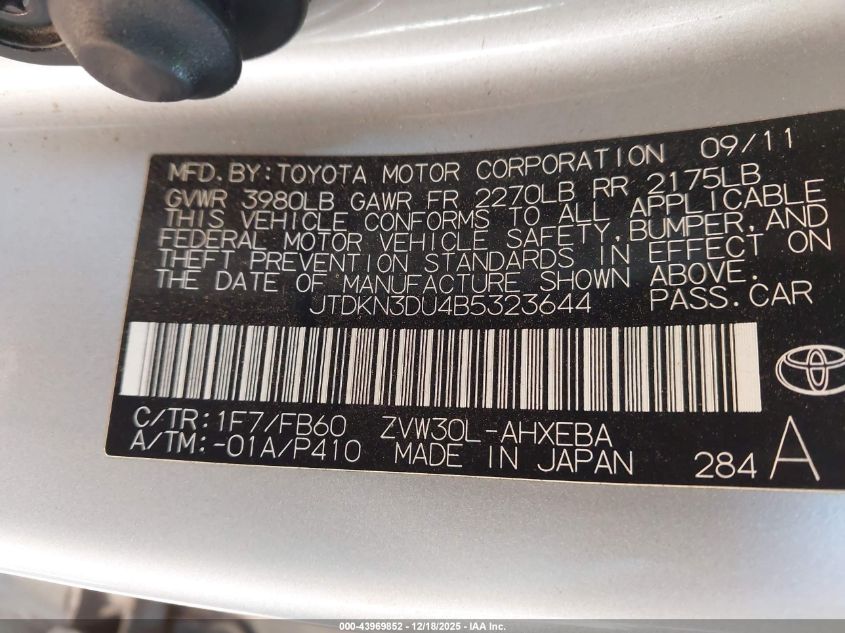 MFD. BY: TOYOTA MOTOR CORPORATION 09/11
GVWR 3980LB GAWR FR 2270LB RR 2175LB
THIS VEHICLE CONFORMS TO ALL APPLICABLE
FEDERAL MOTOR VEHICLE SAFETY, BUMPER, AND
THEFT PREVENTION STANDARDS IN EFFECT ON
THE DATE OF MANUFACTURE SHOWN ABOVE.
JTDKN3DU4B5323644 PASS. CAR
C/TR: 1F7/FB60 ZVW30L-AHXEBA
A/TM: -01A/P410 MADE IN JAPAN 284 A
000-43969852 - 12/18/2025 - IAA Inc.